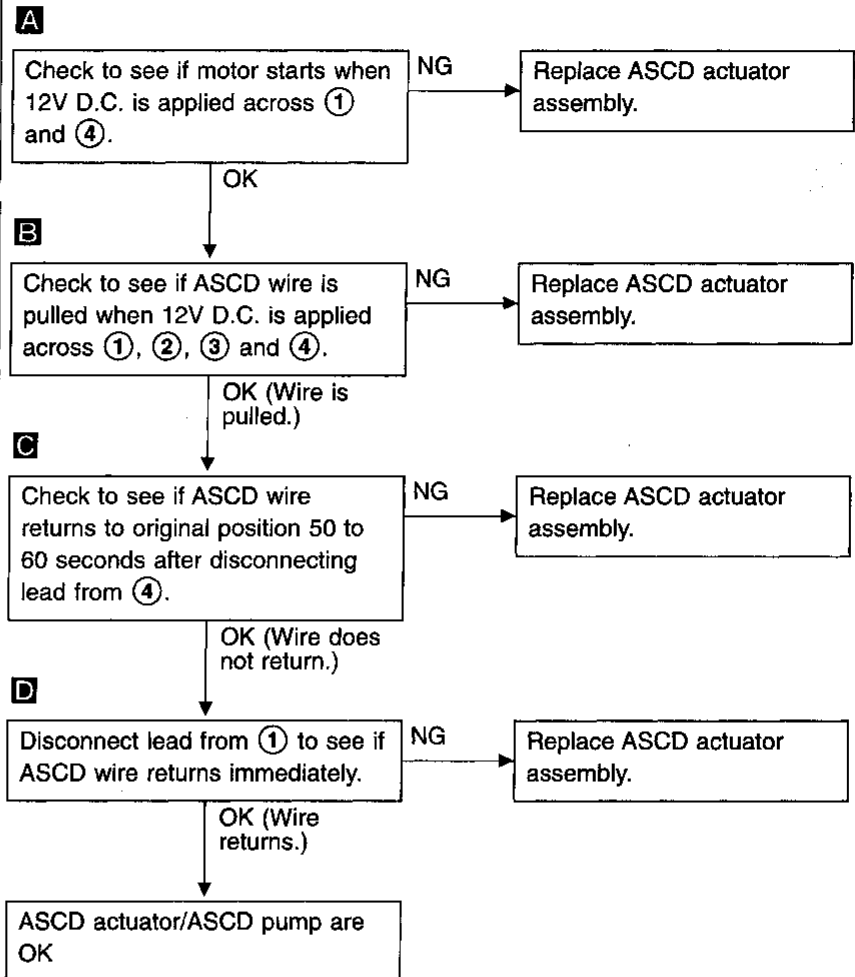 A
Check to see if motor starts when
12V D.C. is applied across ①
and ④.
NG
Replace ASCD actuator
assembly.
OK
B
Check to see if ASCD wire is
pulled when 12V D.C. is applied
across ①, ②, ③ and ④.
NG
Replace ASCD actuator
assembly.
OK (Wire is
pulled.)
C
Check to see if ASCD wire
returns to original position 50 to
60 seconds after disconnecting
lead from ④.
NG
Replace ASCD actuator
assembly.
OK (Wire does
not return.)
D
Disconnect lead from ① to see if
ASCD wire returns immediately.
NG
Replace ASCD actuator
assembly.
OK (Wire
returns.)
ASCD actuator/ASCD pump are
OK